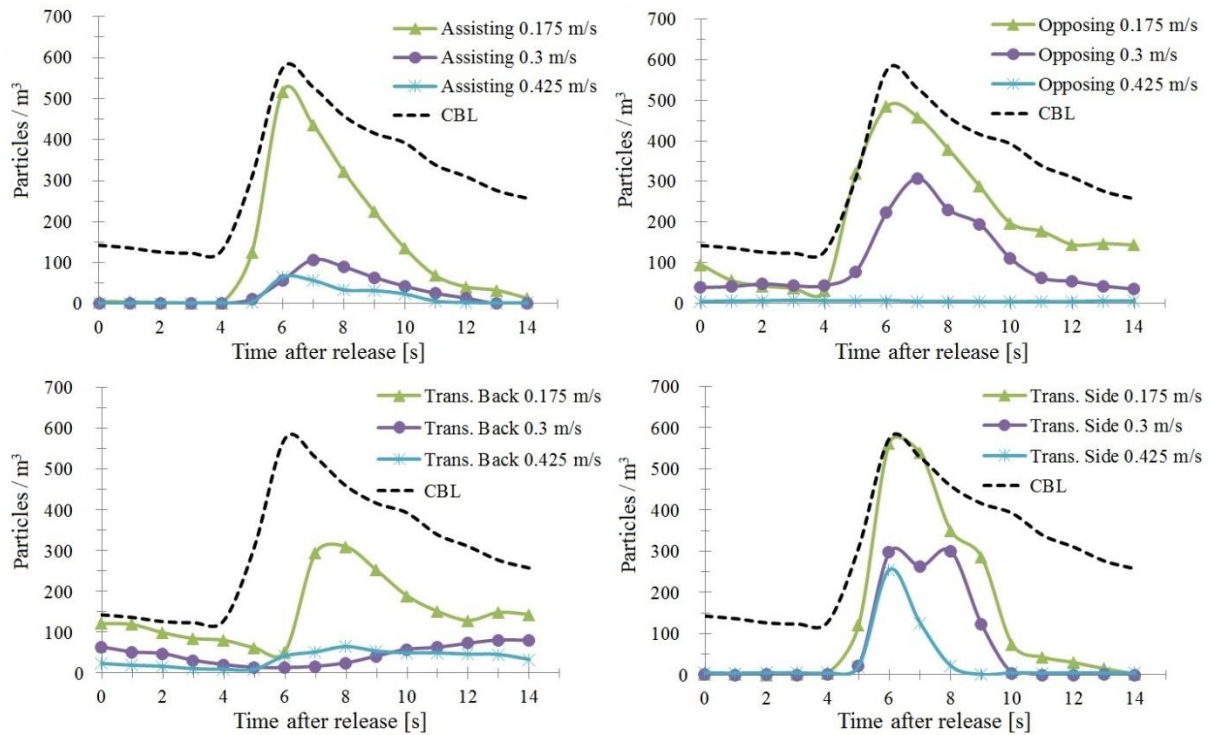 700
600
500
400
300
200
100
0
Particles / m³
Assisting 0.175 m/s
Assisting 0.3 m/s
Assisting 0.425 m/s
CBL
0 2 4 6 8 10 12 14
Time after release [s]
700
600
500
400
300
200
100
0
Particles / m³
Opposing 0.175 m/s
Opposing 0.3 m/s
Opposing 0.425 m/s
CBL
0 2 4 6 8 10 12 14
Time after release [s]
700
600
500
400
300
200
100
0
Particles / m³
Trans. Back 0.175 m/s
Trans. Back 0.3 m/s
Trans. Back 0.425 m/s
CBL
0 2 4 6 8 10 12 14
Time after release [s]
700
600
500
400
300
200
100
0
Particles / m³
Trans. Side 0.175 m/s
Trans. Side 0.3 m/s
Trans. Side 0.425 m/s
CBL
0 2 4 6 8 10 12 14
Time after release [s]